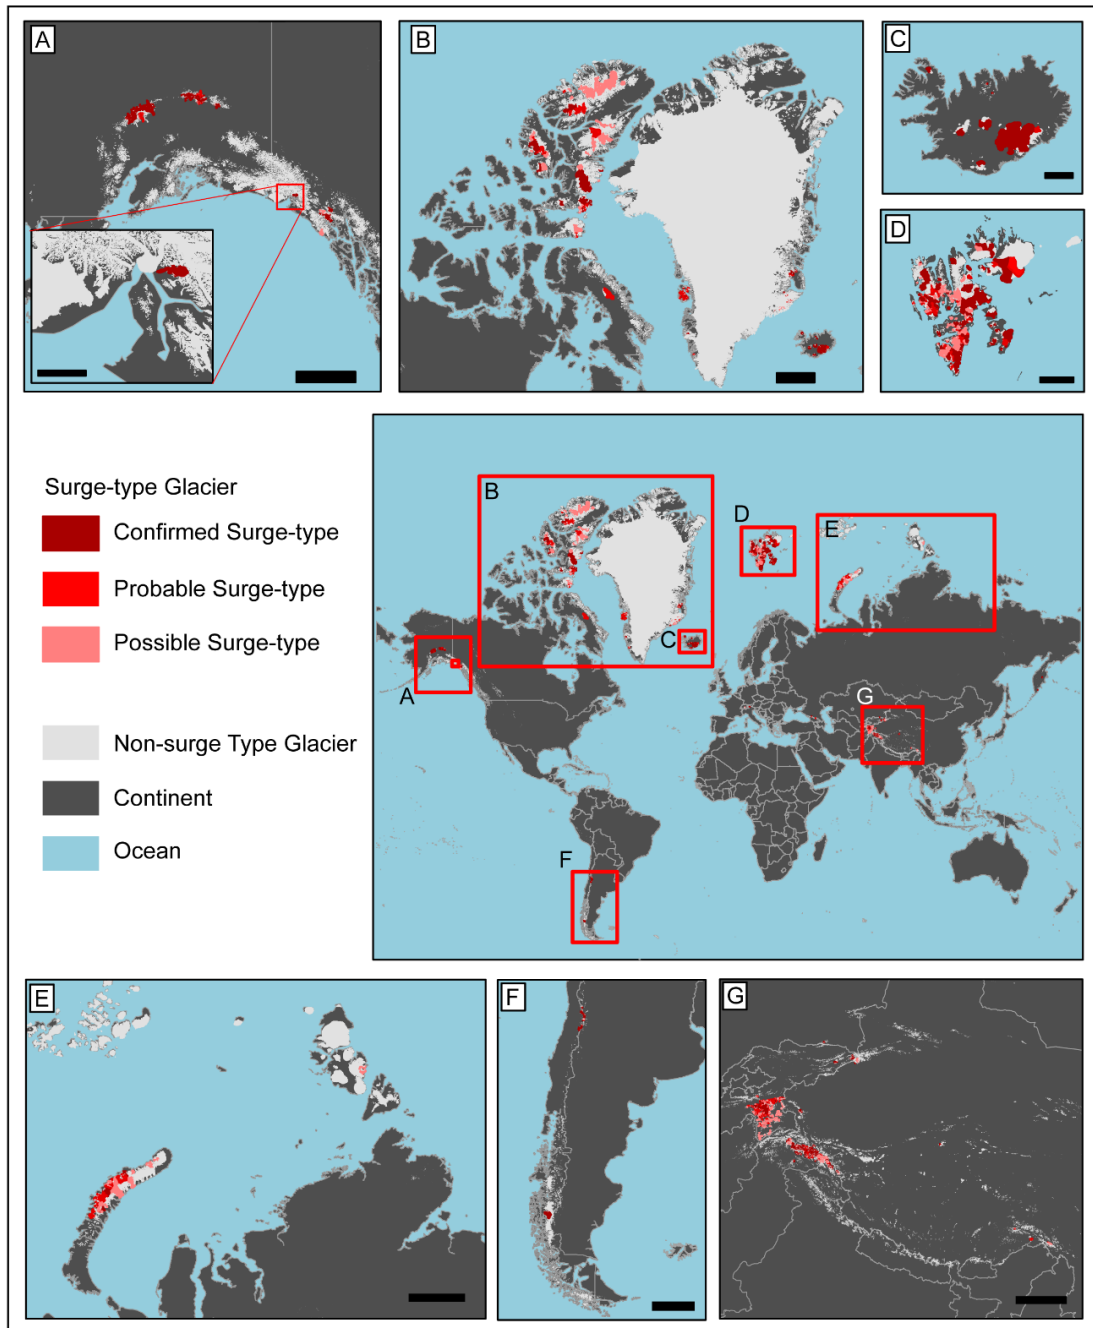 A
B
C
D
Surge-type Glacier
Confirmed Surge-type
Probable Surge-type
Possible Surge-type
Non-surge Type Glacier
Continent
Ocean
B
D
E
C
A
G
F
E
F
G